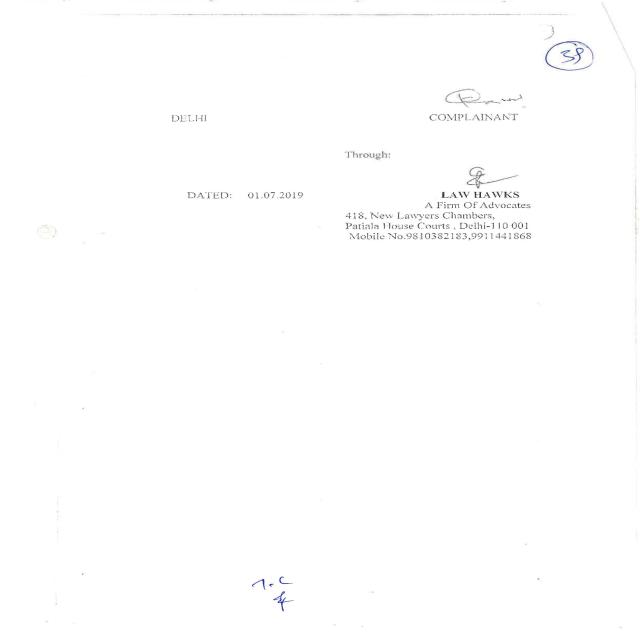 38
DELHI
COMPLAINANT
Through:
DATED: 01.07.2019
LAW HAWKS
A Firm Of Advocates
418, New Lawyers Chambers,
Patiala House Courts , Delhi-110 001
Mobile No.9810382183,9911441868
T.C